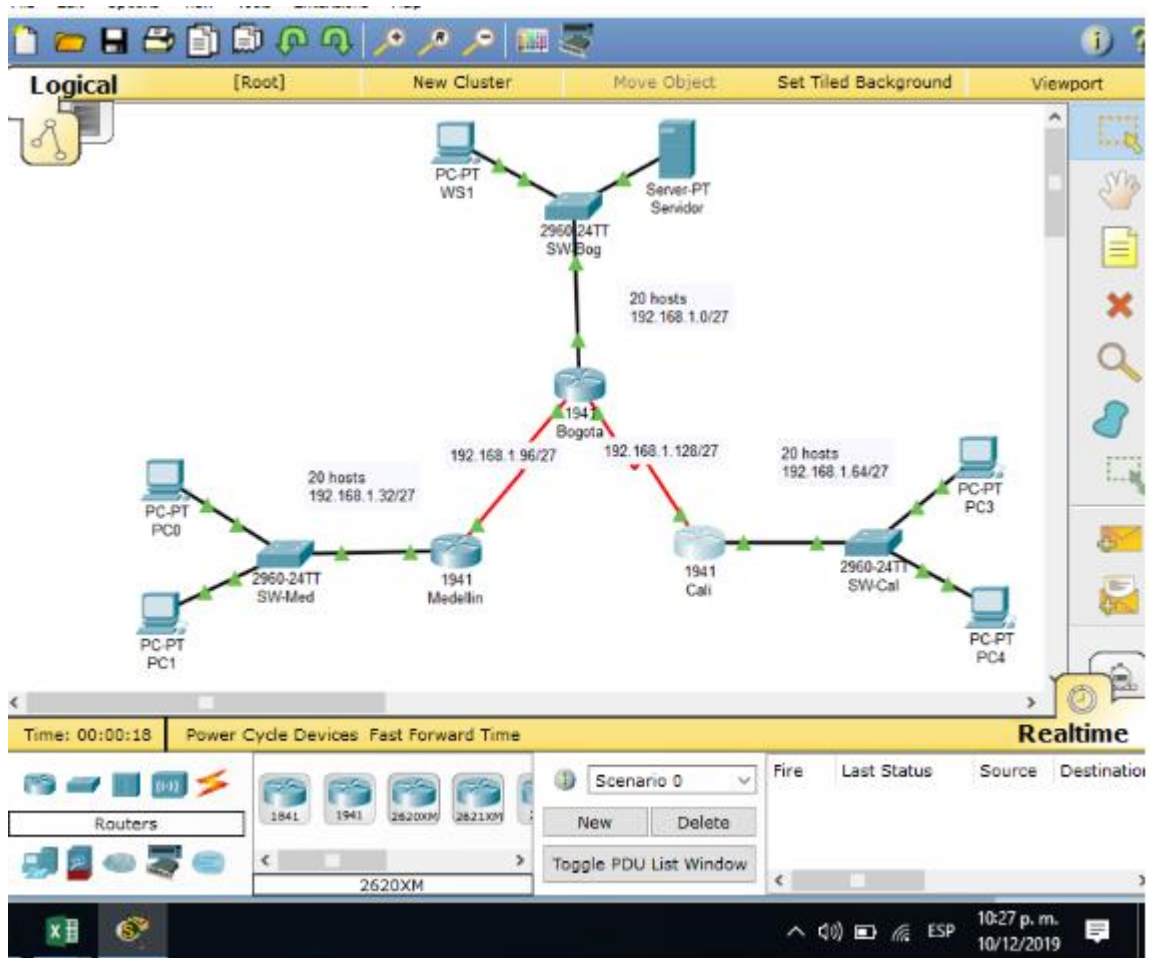 Logical
[Root]
New Cluster
Move Object
Set Tiled Background
Viewport
PC-PT
WS1
Server-PT
Servidor
2960-24TT
SW-Bog
20 hosts
192.168.1.0/27
1941
Bogota
192.168.1.96/27
192.168.1.128/27
20 hosts
192.168.1.32/27
20 hosts
192.168.1.64/27
PC-PT
PC0
PC-PT
PC3
2960-24TT
SW-Med
1941
Medellin
1941
Cali
2960-24TT
SW-Cal
PC-PT
PC1
PC-PT
PC4
Time: 00:00:18
Power Cycle Devices Fast Forward Time
Realtime
Routers
1841
1941
2620XM
2621XM
2620XM
Scenario 0
New
Delete
Toggle PDU List Window
Fire
Last Status
Source
Destination
ESP
10:27 p. m.
10/12/2019